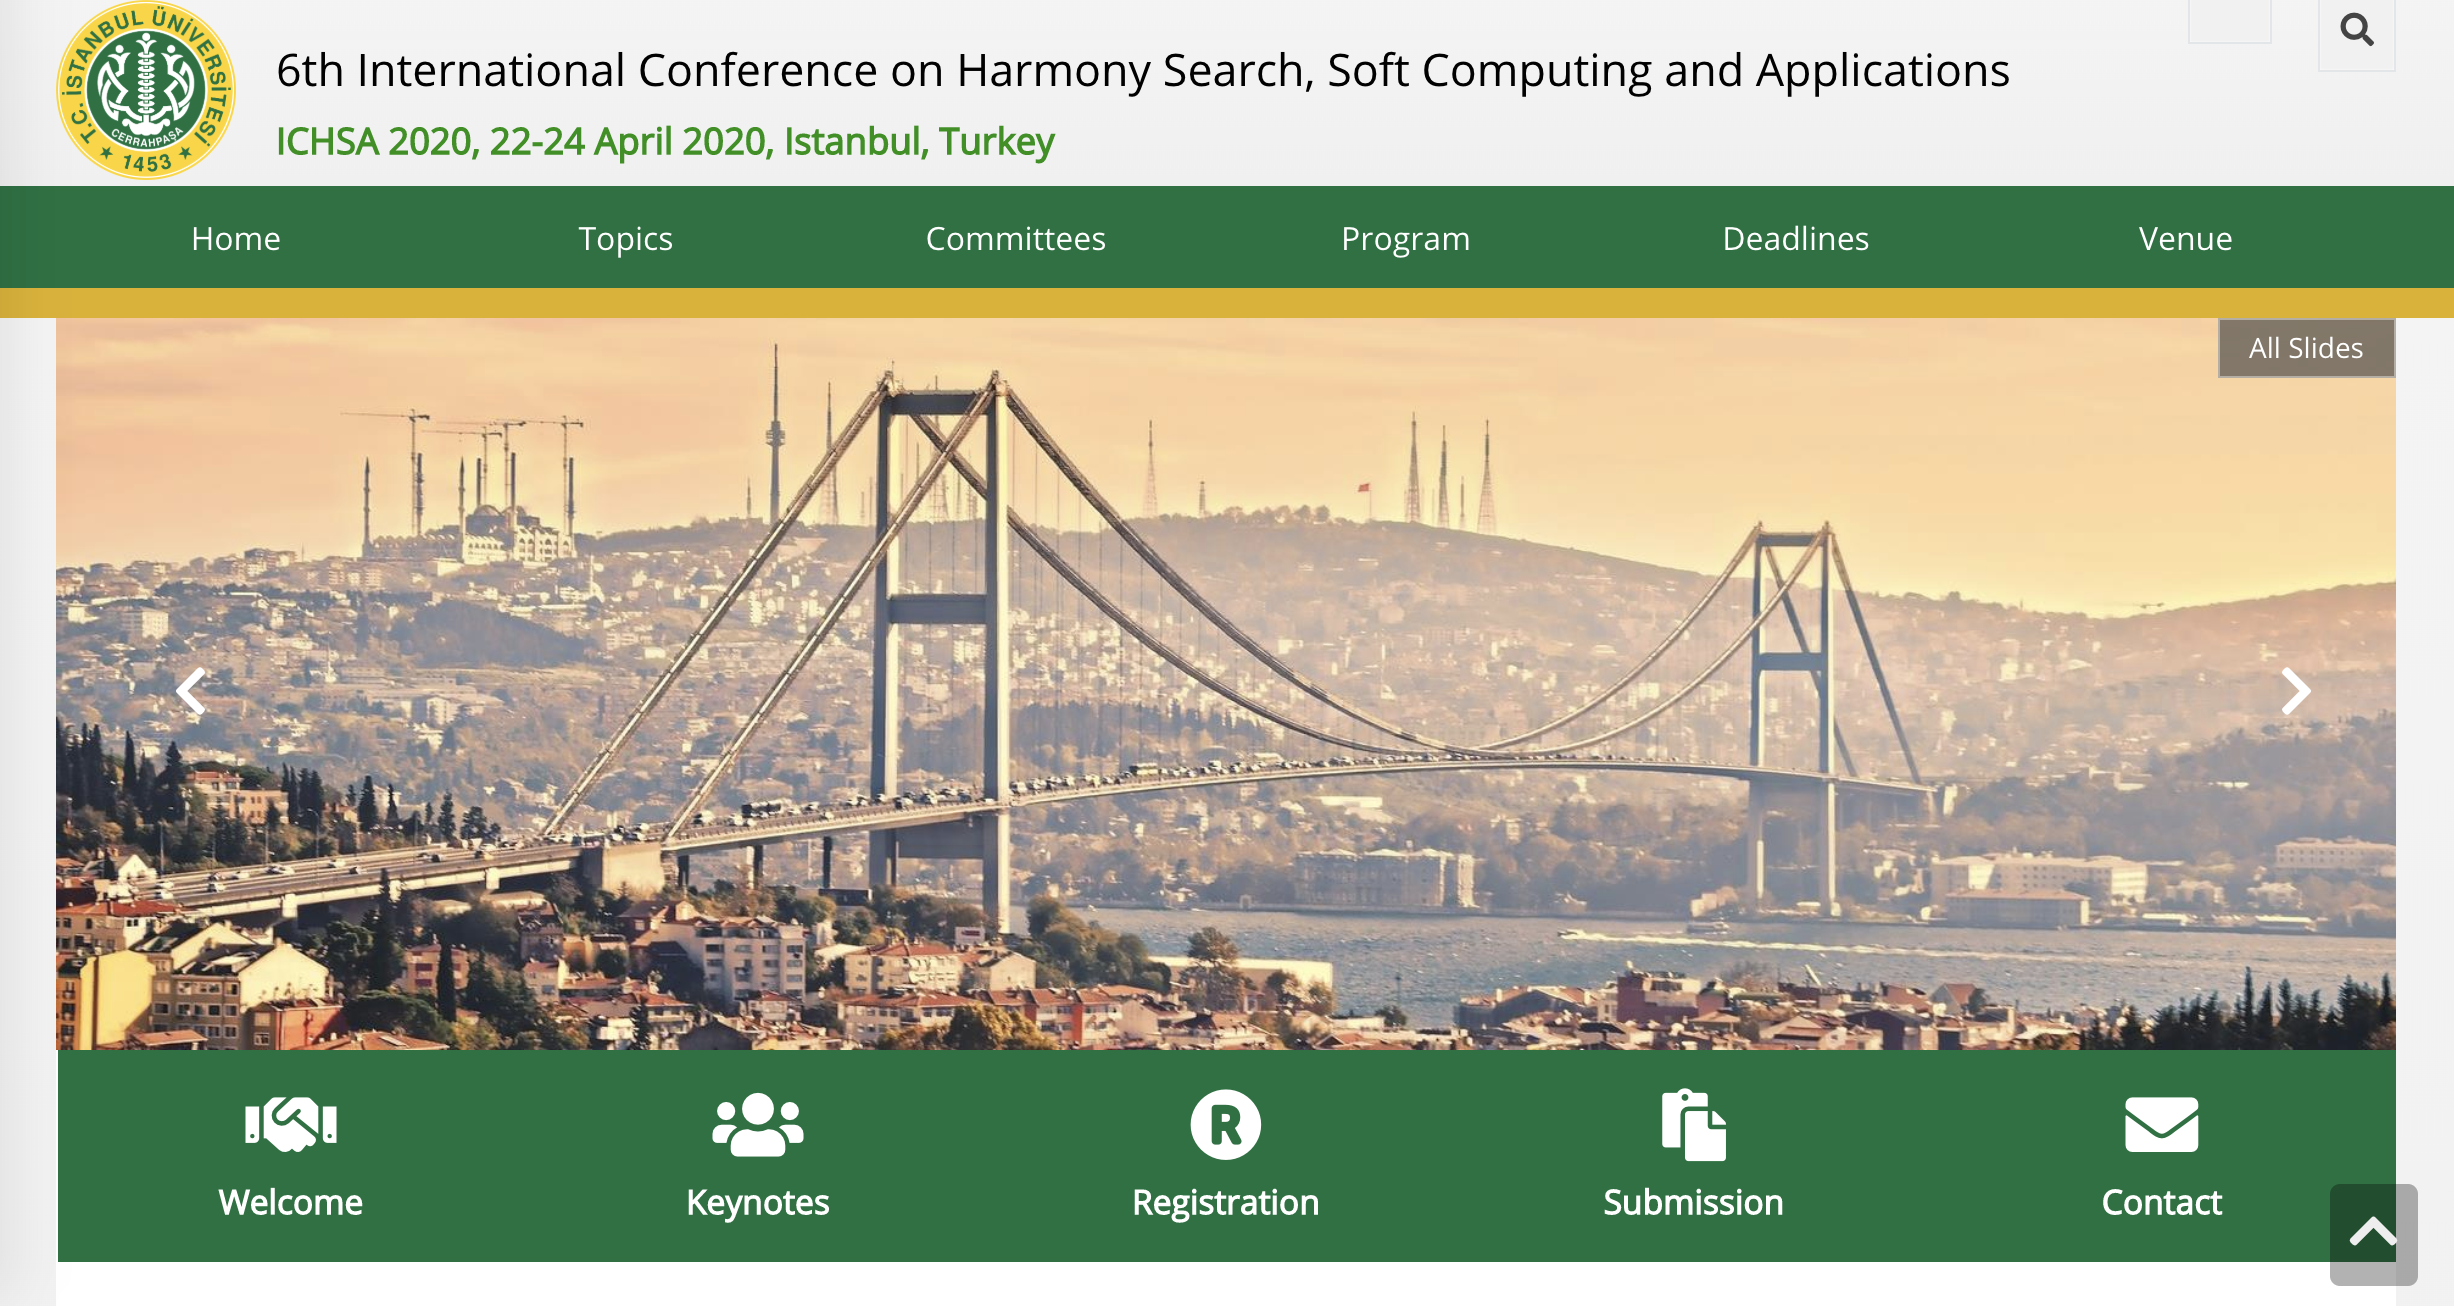 T.C. İSTANBUL ÜNİVERSİTESİ
CERRAHPAŞA
★ 1453 ★
6th International Conference on Harmony Search, Soft Computing and Applications
ICHSA 2020, 22-24 April 2020, Istanbul, Turkey
Home Topics Committees Program Deadlines Venue
All Slides
R
Welcome Keynotes Registration Submission Contact